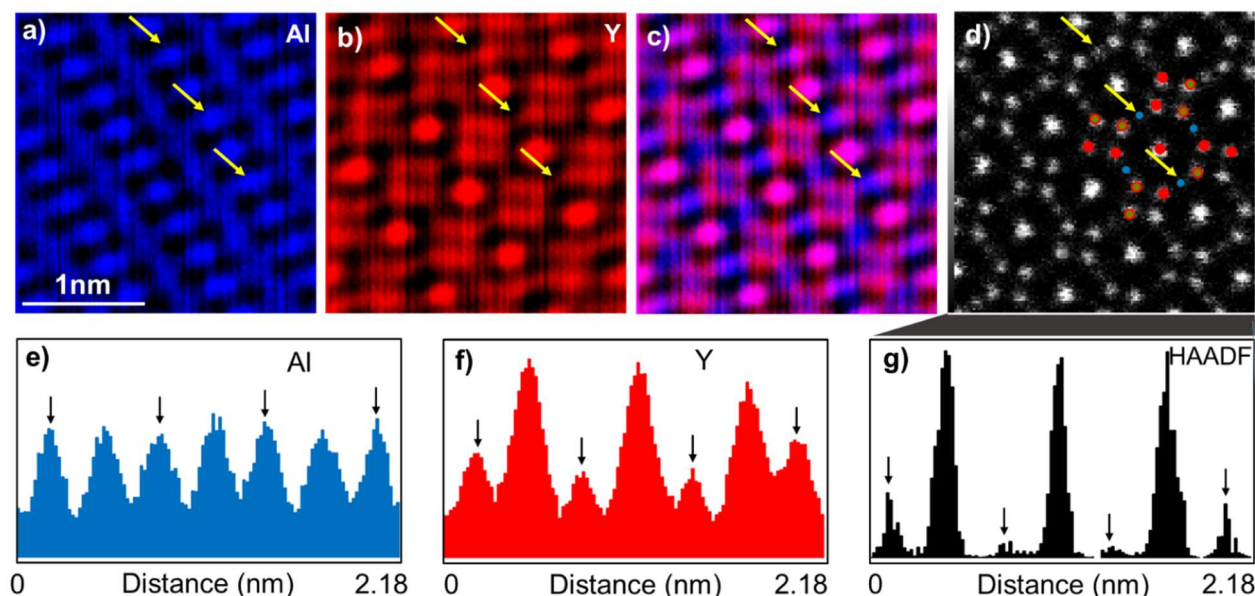 a)
Al
b)
Y
c)
d)
1nm
e)
Al
f)
Y
g)
HAADF
0
Distance (nm)
2.18
0
Distance (nm)
2.18
0
Distance (nm)
2.18